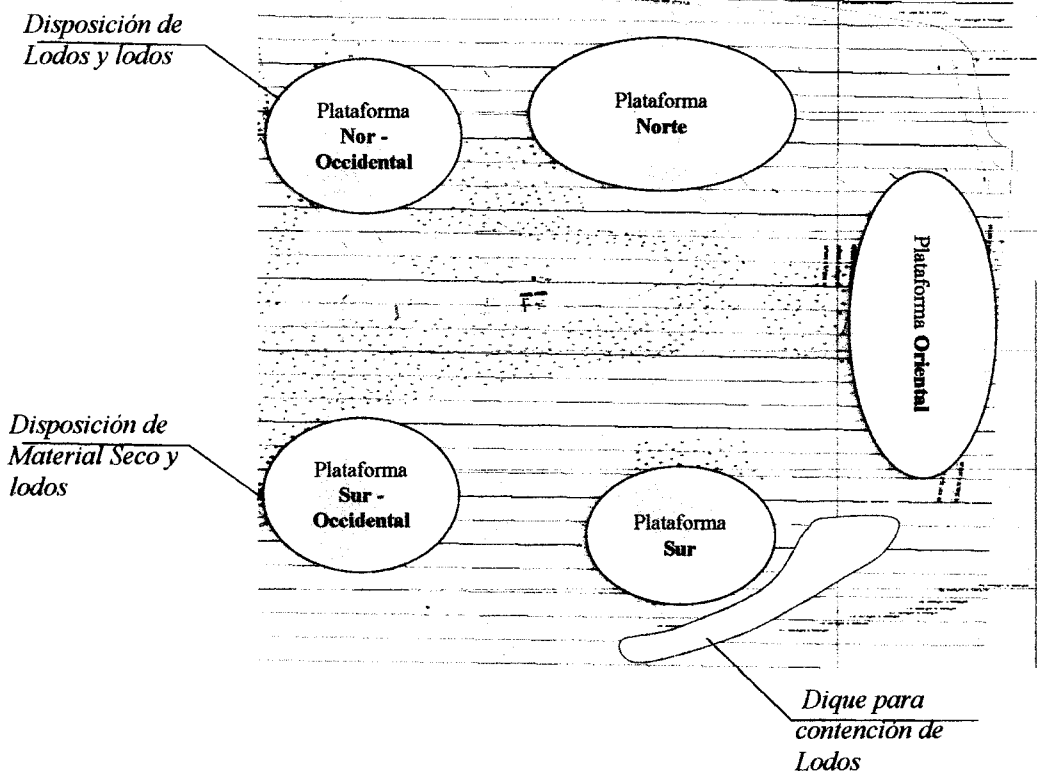 Disposición de
Lodos y lodos
Plataforma
Nor -
Occidental
Plataforma
Norte
Plataforma Oriental
Disposición de
Material Seco y
lodos
Plataforma
Sur -
Occidental
Plataforma
Sur
Dique para
contención de
Lodos